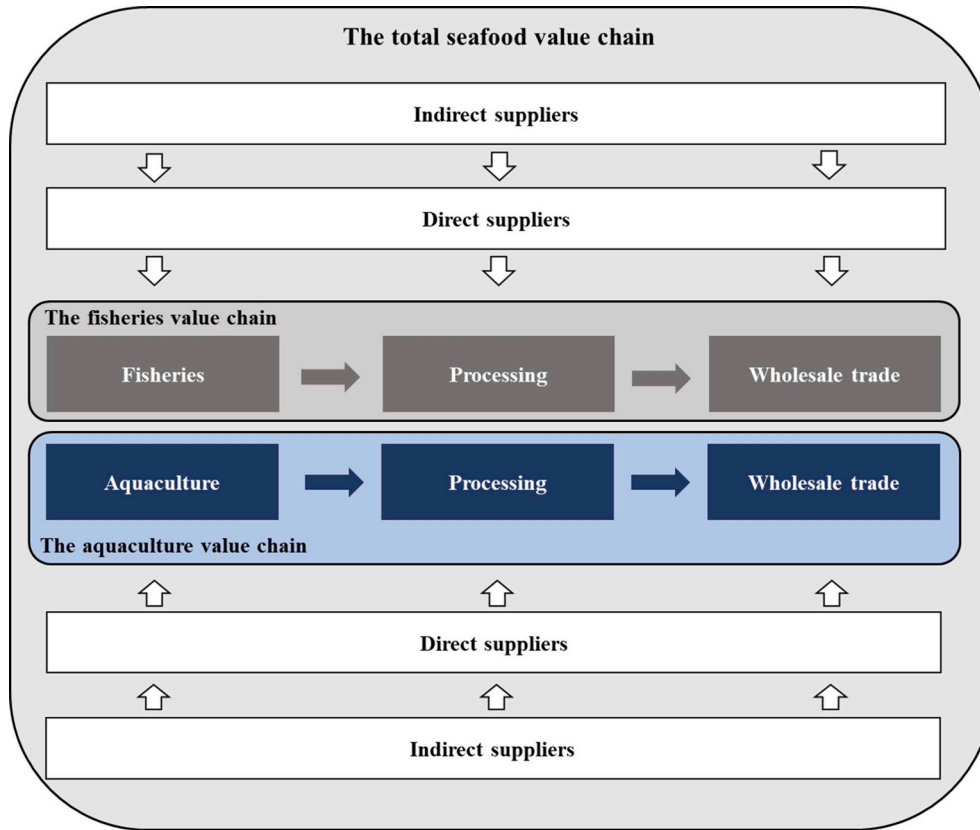 The total seafood value chain
Indirect suppliers
Direct suppliers
The fisheries value chain
Fisheries
Processing
Wholesale trade
Aquaculture
Processing
Wholesale trade
The aquaculture value chain
Direct suppliers
Indirect suppliers